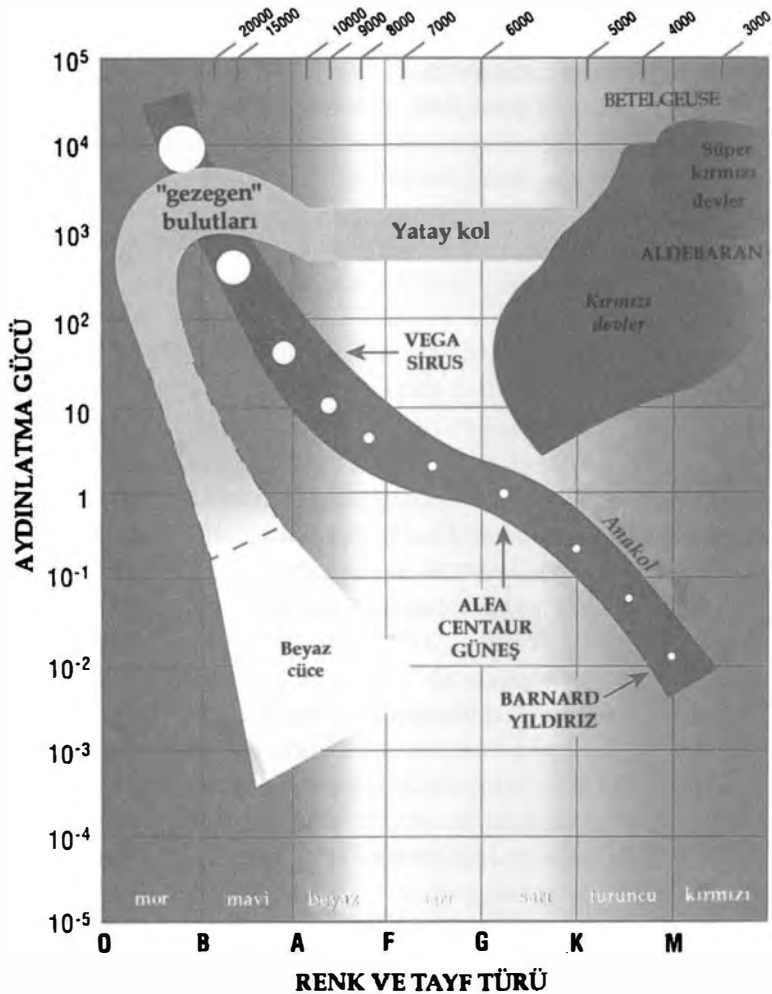 20000 15000 10000 9000 8000 7000 6000 5000 4000 3000
10⁵
10⁴
10³
10²
10
1
10⁻¹
10⁻²
10⁻³
10⁻⁴
10⁻⁵
AYDINLATMA GÜCÜ
BETELGEUSE
Süper
kırmızı
devler
"gezegen"
bulutları
Yatay kol
ALDEBARAN
Kırmızı
devler
VEGA
SİRUS
Anakol
ALFA
CENTAUR
GÜNEŞ
Beyaz
cüce
BARNARD
YILDIRIZ
mor mavi beyaz sarı turuncu kırmızı
O B A F G K M
RENK VE TAYF TÜRÜ